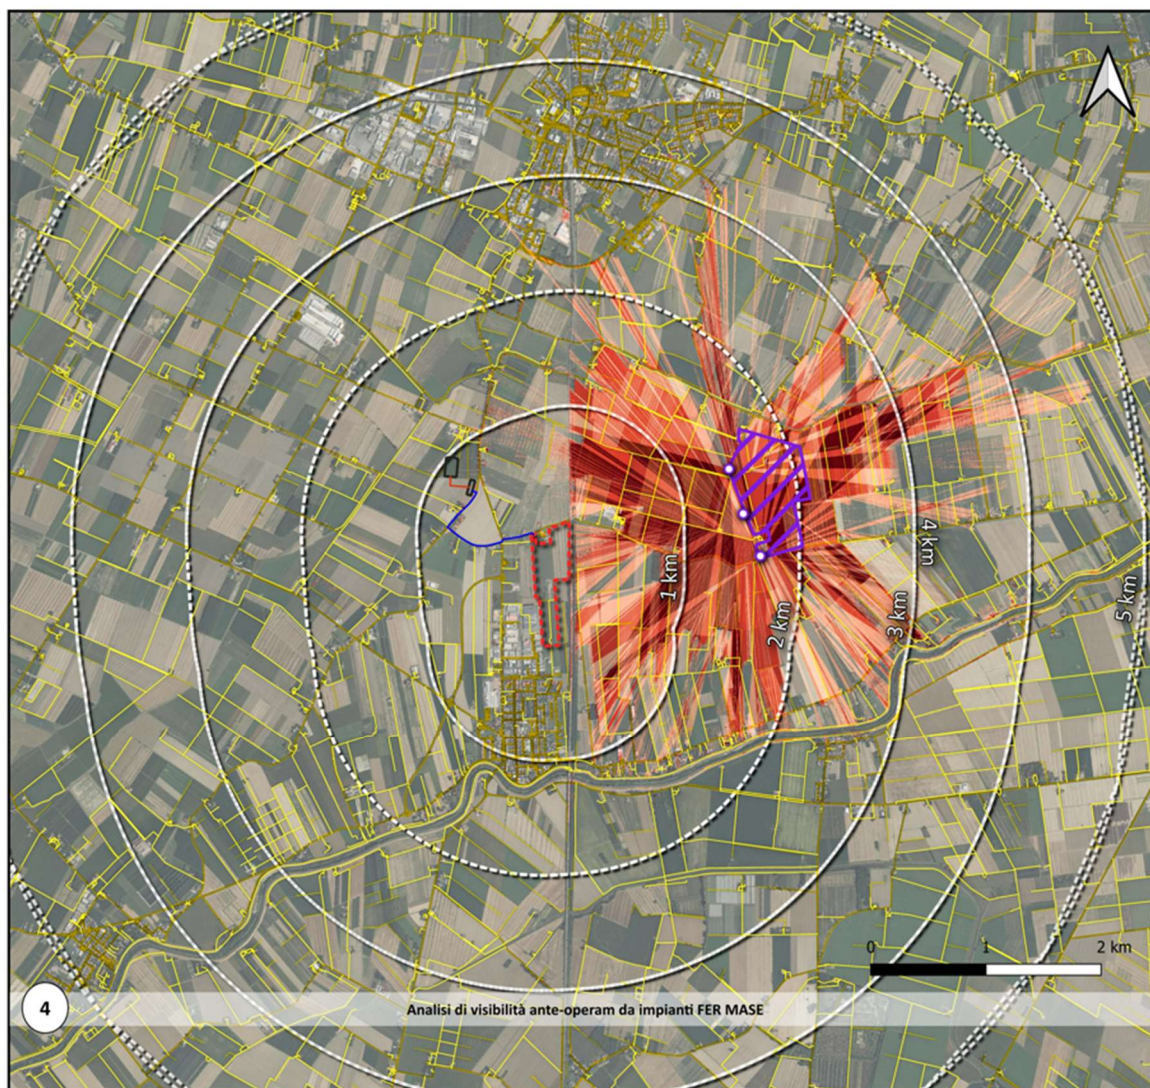 1 km
2 km
3 km
4 km
5 km
0 1 2 km
4
Analisi di visibilità ante-operam da impianti FER MASE